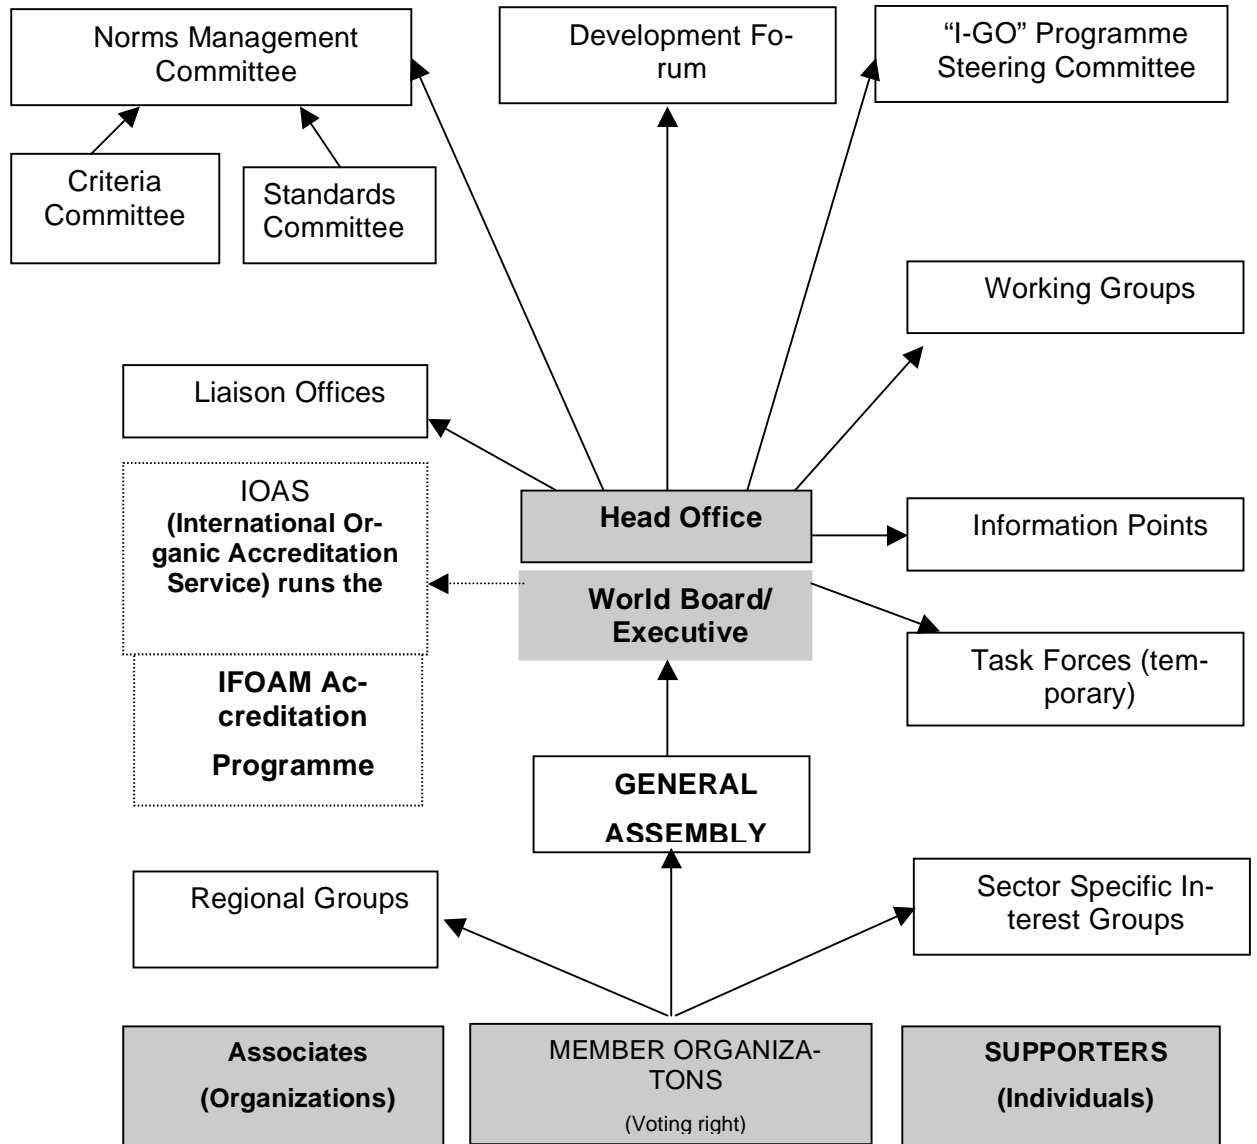 Norms Management
Committee
Development Fo-
rum
“I-GO” Programme
Steering Committee
Criteria
Committee
Standards
Committee
Working Groups
Liaison Offices
IOAS
(International Or-
ganic Accreditation
Service) runs the
Head Office
Information Points
World Board/
Executive
Task Forces (tem-
porary)
IFOAM Ac-
creditation
Programme
GENERAL
ASSEMBLY
Regional Groups
Sector Specific In-
terest Groups
Associates
(Organizations)
MEMBER ORGANIZA-
TONS
(Voting right)
SUPPORTERS
(Individuals)